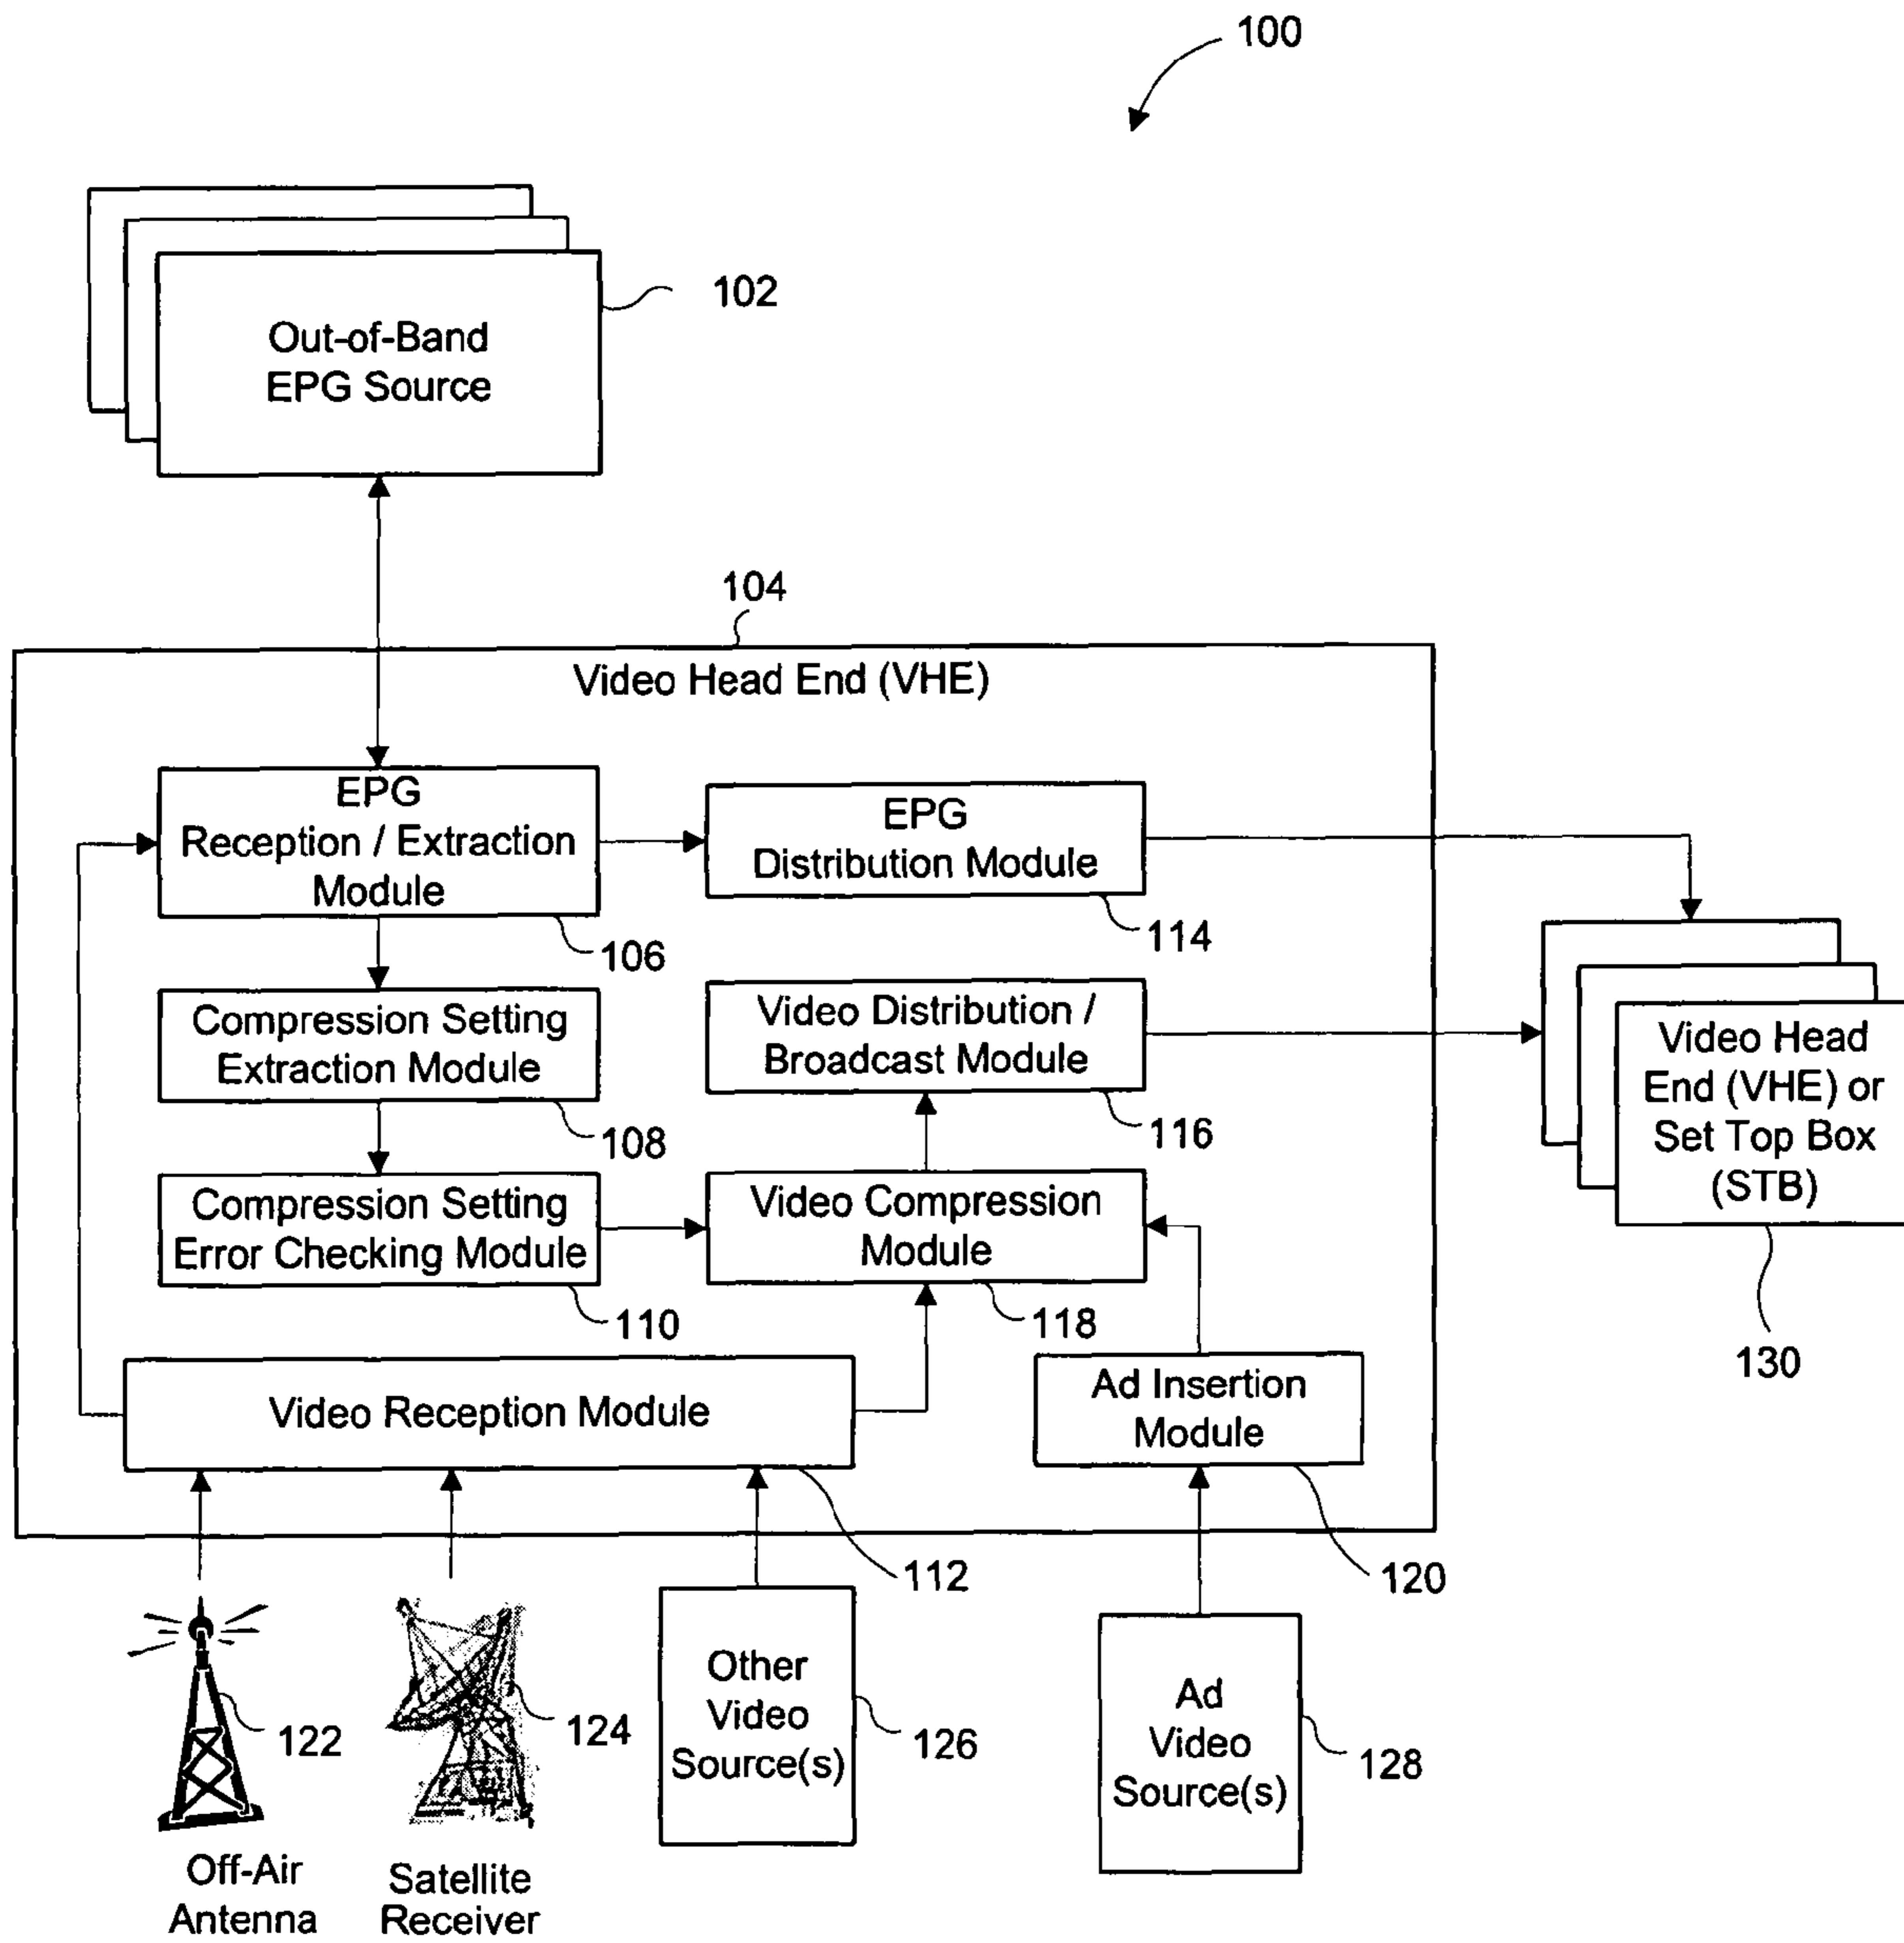 100
102
Out-of-Band
EPG Source
104
Video Head End (VHE)
EPG
Reception / Extraction
Module
106
EPG
Distribution Module
114
Compression Setting
Extraction Module
108
Video Distribution /
Broadcast Module
116
Video Head
End (VHE) or
Set Top Box
(STB)
130
Compression Setting
Error Checking Module
110
Video Compression
Module
118
Video Reception Module
112
Ad Insertion
Module
120
122
Off-Air
Antenna
124
Satellite
Receiver
Other
Video
Source(s)
126
Ad
Video
Source(s)
128